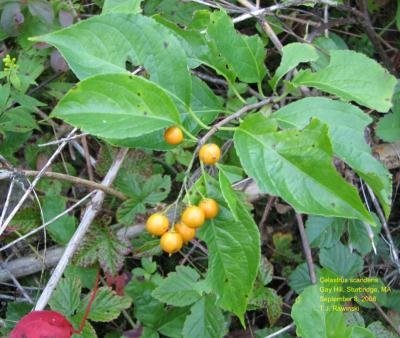 Celastrus scandens
Gay Hill, Sturbridge, MA
September 8, 2008
T.J. Rawinski